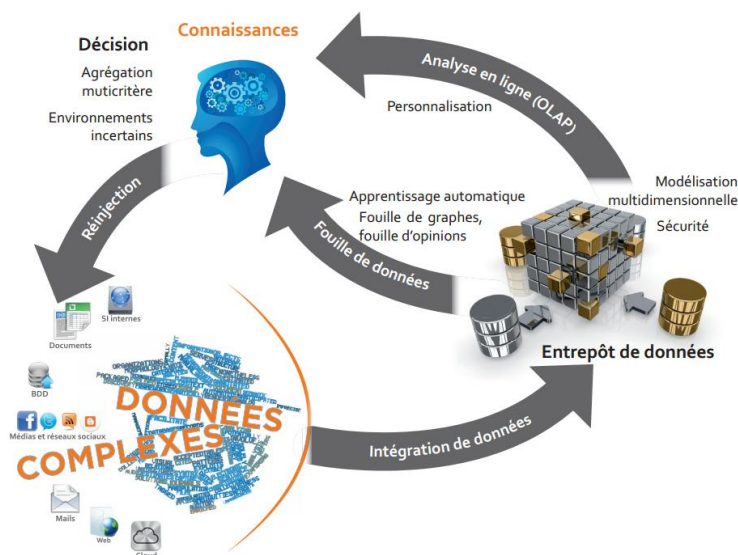 Connaissances
Décision
Agrégation
muticritère
Environnements
incertains
Analyse en ligne (OLAP)
Personnalisation
Modélisation
multidimensionnelle
Sécurité
Apprentissage automatique
Fouille de graphes,
fouille d'opinions
Fouille de données
Réinjection
SI internes
Documents
BDD
Médias et réseaux sociaux
Mails
Web
Cloud
DONNÉES
COMPLEXES
FACILITATE
Entrepôt de données
Intégration de données